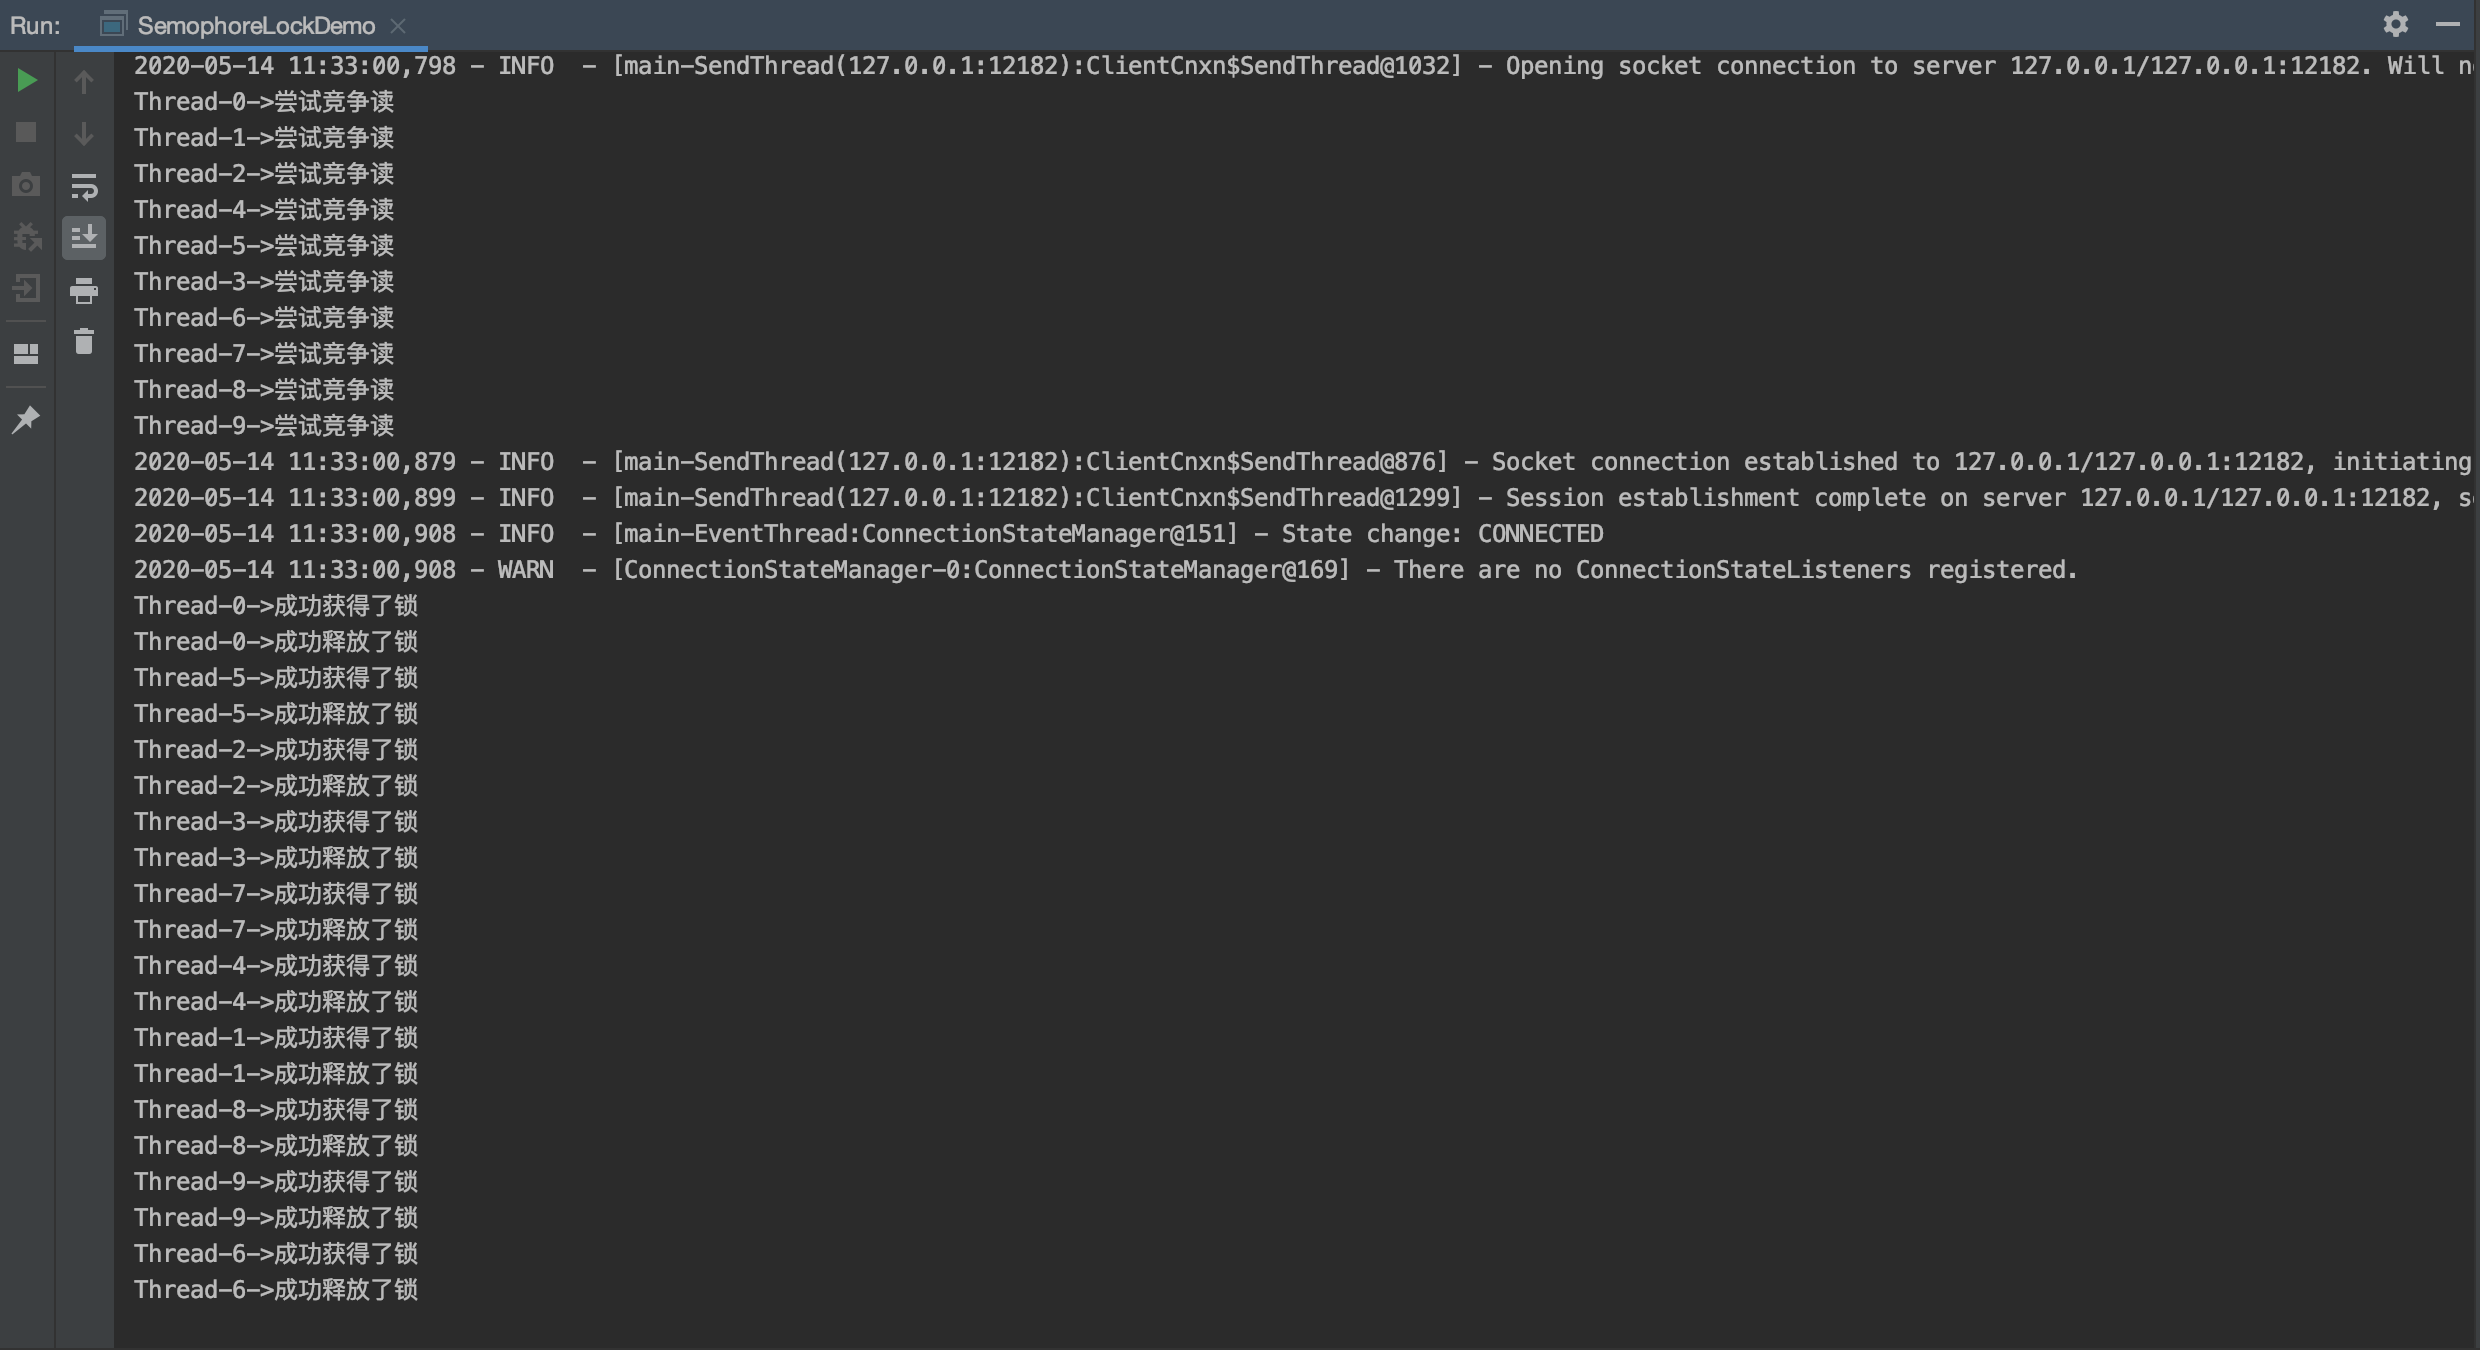 Run: SemophoreLockDemo
2020-05-14 11:33:00,798 - INFO  - [main-SendThread(127.0.0.1:12182):ClientCnxn$SendThread@1032] - Opening socket connection to server 127.0.0.1/127.0.0.1:12182. Will
Thread-0->尝试竞争读
Thread-1->尝试竞争读
Thread-2->尝试竞争读
Thread-4->尝试竞争读
Thread-5->尝试竞争读
Thread-3->尝试竞争读
Thread-6->尝试竞争读
Thread-7->尝试竞争读
Thread-8->尝试竞争读
Thread-9->尝试竞争读
2020-05-14 11:33:00,879 - INFO  - [main-SendThread(127.0.0.1:12182):ClientCnxn$SendThread@876] - Socket connection established to 127.0.0.1/127.0.0.1:12182, initiating
2020-05-14 11:33:00,899 - INFO  - [main-SendThread(127.0.0.1:12182):ClientCnxn$SendThread@1299] - Session establishment complete on server 127.0.0.1/127.0.0.1:12182,
2020-05-14 11:33:00,908 - INFO  - [main-EventThread:ConnectionStateManager@151] - State change: CONNECTED
2020-05-14 11:33:00,908 - WARN  - [ConnectionStateManager-0:ConnectionStateManager@169] - There are no ConnectionStateListeners registered.
Thread-0->成功获得了锁
Thread-0->成功释放了锁
Thread-5->成功获得了锁
Thread-5->成功释放了锁
Thread-2->成功获得了锁
Thread-2->成功释放了锁
Thread-3->成功获得了锁
Thread-3->成功释放了锁
Thread-7->成功获得了锁
Thread-7->成功释放了锁
Thread-4->成功获得了锁
Thread-4->成功释放了锁
Thread-1->成功获得了锁
Thread-1->成功释放了锁
Thread-8->成功获得了锁
Thread-8->成功释放了锁
Thread-9->成功获得了锁
Thread-9->成功释放了锁
Thread-6->成功获得了锁
Thread-6->成功释放了锁